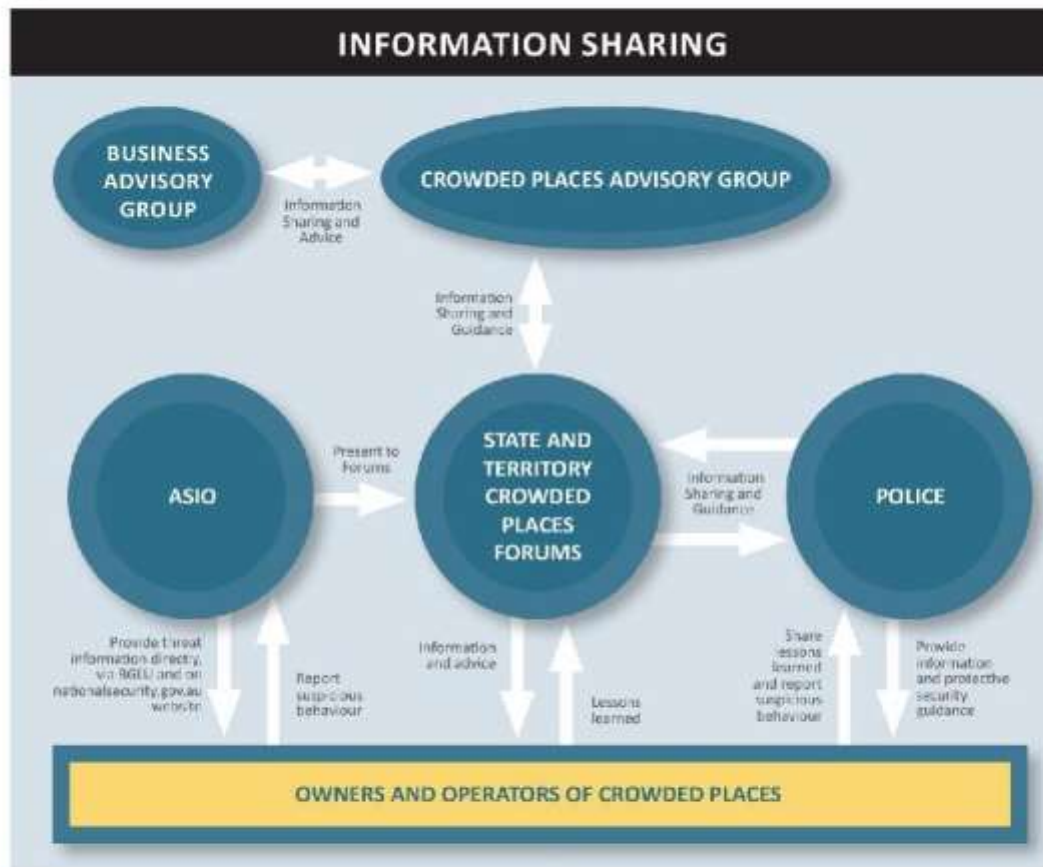 INFORMATION SHARING
BUSINESS
ADVISORY
GROUP
CROWDED PLACES ADVISORY GROUP
Information
Sharing and
Advice
Information
Sharing and
Guidance
ASIO
Present to
Forums
STATE AND
TERRITORY
CROWDED
PLACES
FORUMS
Information
Sharing and
Guidance
POLICE
Provide threat
information directly,
via BGLU and on
nationalsecurity.gov.au
website
Report
suspicious
behaviour
Information
and advice
Lessons
learned
Share
lessons
learned
and report
suspicious
behaviour
Provide
information
and protective
security
guidance
OWNERS AND OPERATORS OF CROWDED PLACES